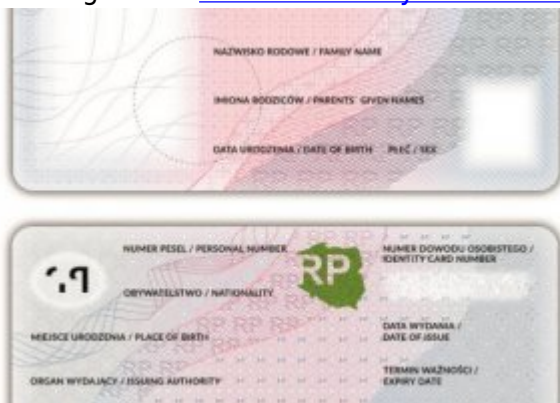 NAZWISKO RODOWE / FAMILY NAME
IMIONA RODZICÓW / PARENTS' GIVEN NAMES
DATA URODZENIA / DATE OF BIRTH PŁEĆ / SEX
NUMER PESEL / PERSONAL NUMBER
NUMER DOWODU OSOBISTEGO /
IDENTITY CARD NUMBER
RP
OBYWATELSTWO / NATIONALITY
MIEJSCE URODZENIA / PLACE OF BIRTH
DATA WYDANIA /
DATE OF ISSUE
ORGAN WYDAJĄCY / ISSUING AUTHORITY
TERMIN WAŻNOŚCI /
EXPIRY DATE